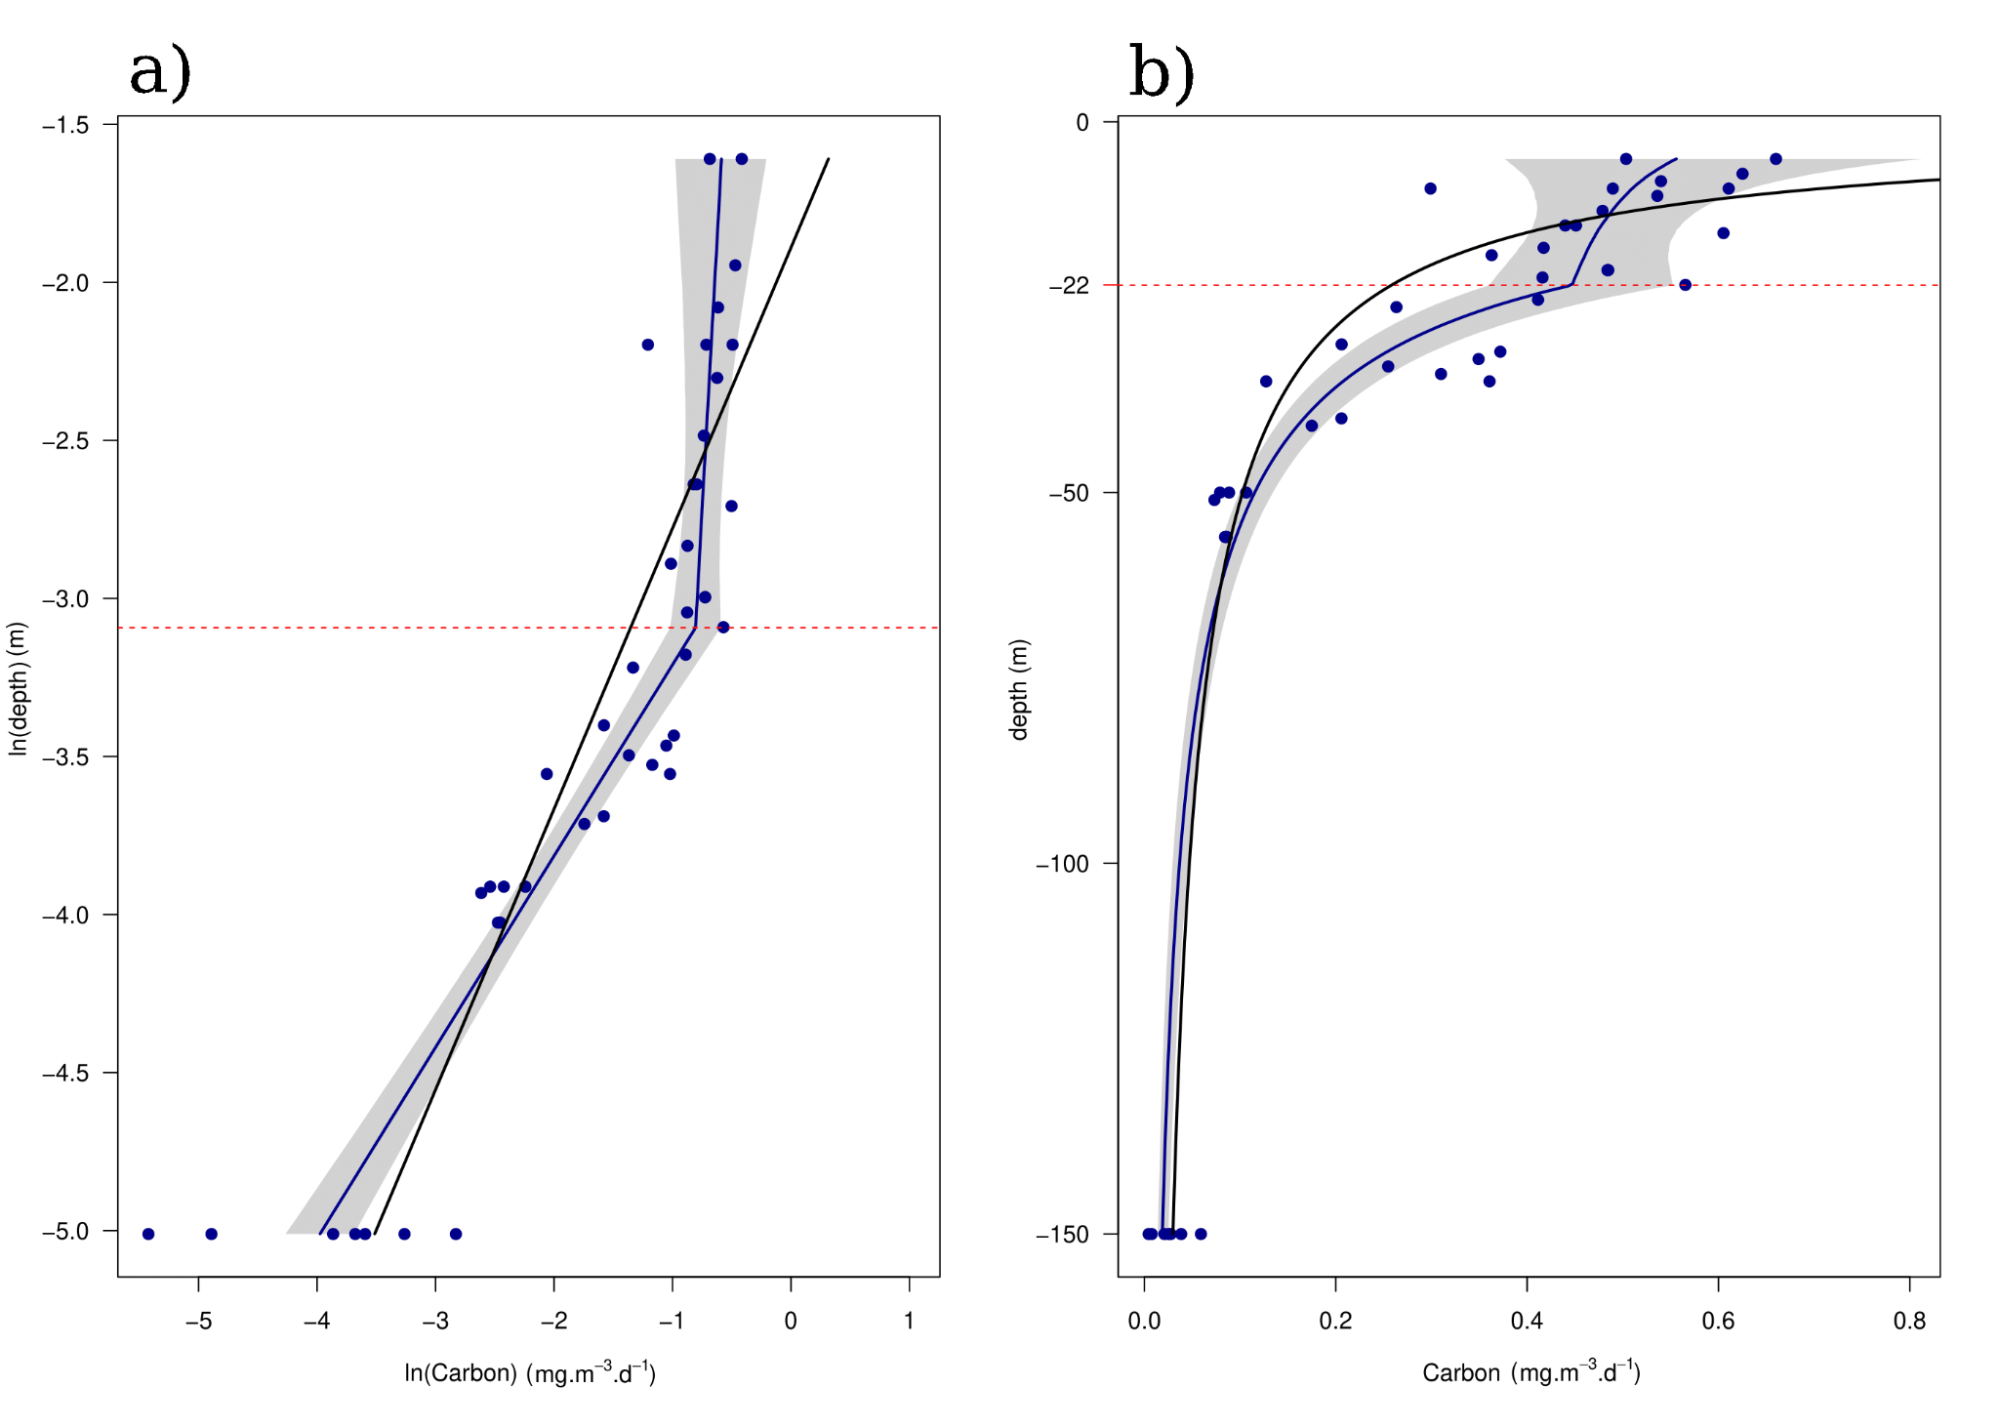 a)
−1.5
−2.0
−2.5
−3.0
−3.5
−4.0
−4.5
−5.0
ln(depth) (m)
−5 −4 −3 −2 −1 0 1
ln(Carbon) (mg.m⁻³.d⁻¹)
b)
0
−22
−50
−100
−150
depth (m)
0.0 0.2 0.4 0.6 0.8
Carbon (mg.m⁻³.d⁻¹)